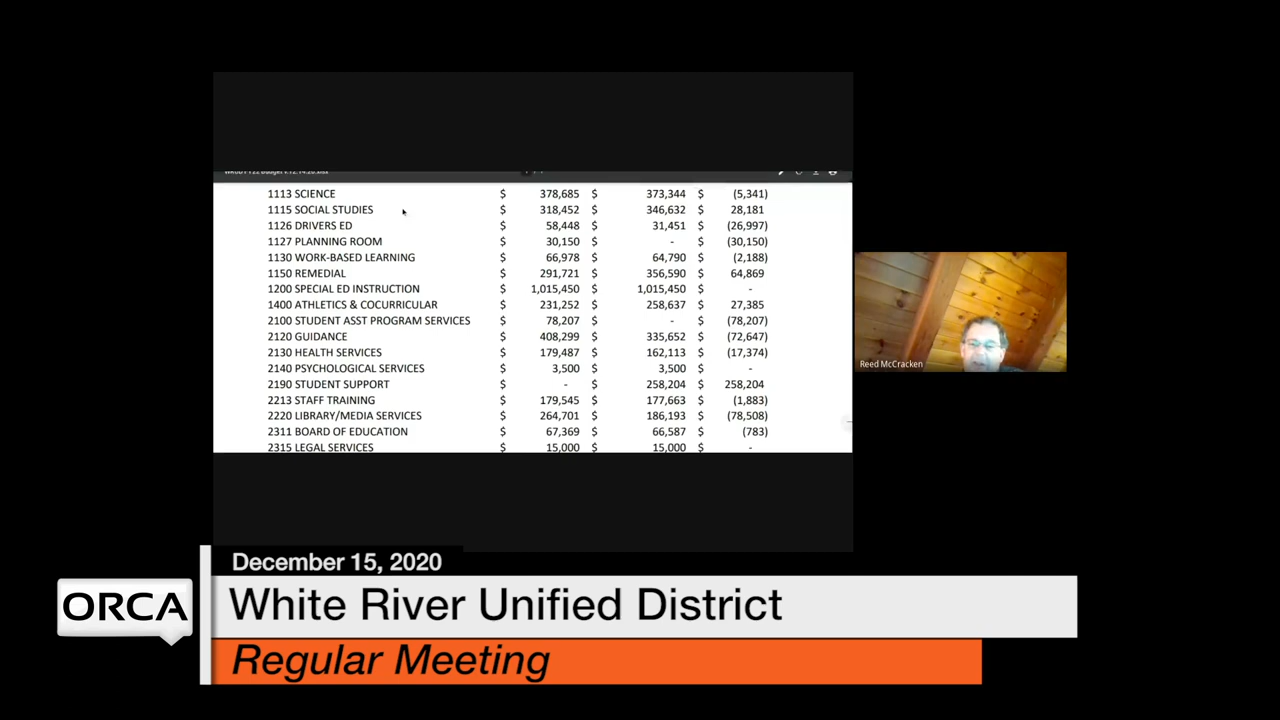 1113 SCIENCE $ 378,685 $ 373,344 $ (5,341)
1115 SOCIAL STUDIES $ 318,452 $ 346,632 $ 28,181
1126 DRIVERS ED $ 58,448 $ 31,451 $ (26,997)
1127 PLANNING ROOM $ 30,150 $ - $ (30,150)
1130 WORK-BASED LEARNING $ 66,978 $ 64,790 $ (2,188)
1150 REMEDIAL $ 291,721 $ 356,590 $ 64,869
1200 SPECIAL ED INSTRUCTION $ 1,015,450 $ 1,015,450 $ -
1400 ATHLETICS & COCURRICULAR $ 231,252 $ 258,637 $ 27,385
2100 STUDENT ASST PROGRAM SERVICES $ 78,207 $ - $ (78,207)
2120 GUIDANCE $ 408,299 $ 335,652 $ (72,647)
2130 HEALTH SERVICES $ 179,487 $ 162,113 $ (17,374)
2140 PSYCHOLOGICAL SERVICES $ 3,500 $ 3,500 $ -
2190 STUDENT SUPPORT $ - $ 258,204 $ 258,204
2213 STAFF TRAINING $ 179,545 $ 177,663 $ (1,883)
2220 LIBRARY/MEDIA SERVICES $ 264,701 $ 186,193 $ (78,508)
2311 BOARD OF EDUCATION $ 67,369 $ 66,587 $ (783)
2315 LEGAL SERVICES $ 15,000 $ 15,000 $ -
Reed McCracken
December 15, 2020
ORCA
White River Unified District
Regular Meeting